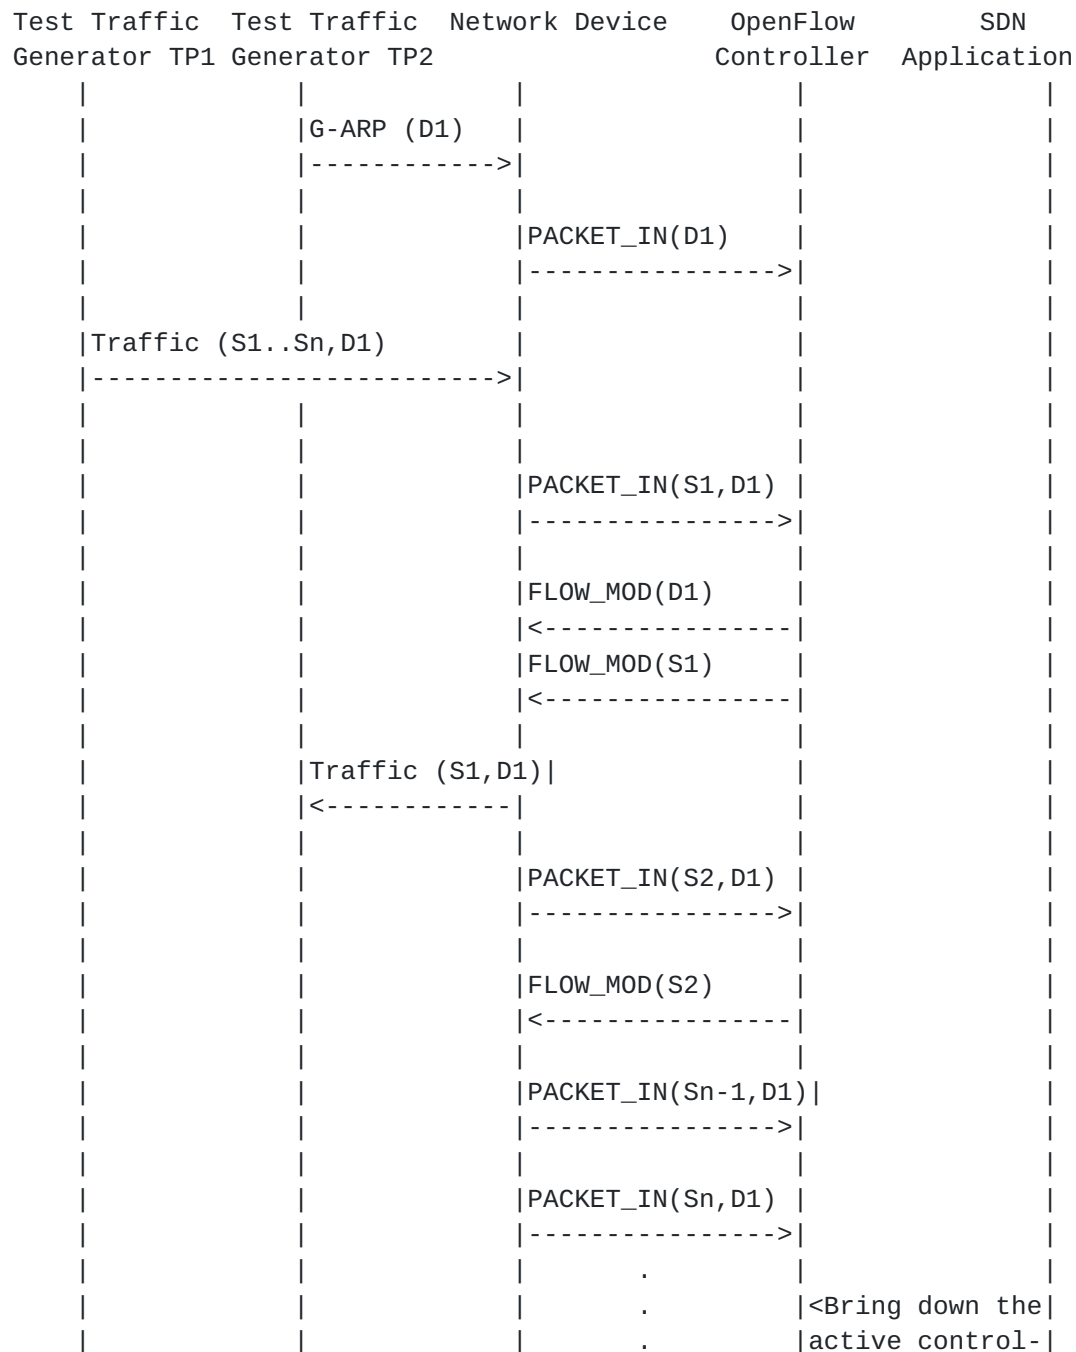 Test Traffic  Test Traffic  Network Device    OpenFlow        SDN
Generator TP1 Generator TP2                  Controller  Application
    |             |             |                 |               |
    |             |G-ARP (D1)   |                 |               |
    |             |------------>|                 |               |
    |             |             |                 |               |
    |             |             |PACKET_IN(D1)    |               |
    |             |             |---------------->|               |
    |             |             |                 |               |
    |Traffic (S1..Sn,D1)        |                 |               |
    |-------------------------->|                 |               |
    |             |             |                 |               |
    |             |             |                 |               |
    |             |             |PACKET_IN(S1,D1) |               |
    |             |             |---------------->|               |
    |             |             |                 |               |
    |             |             |FLOW_MOD(D1)     |               |
    |             |             |<----------------|               |
    |             |             |FLOW_MOD(S1)     |               |
    |             |             |<----------------|               |
    |             |             |                 |               |
    |             |Traffic (S1,D1)|               |               |
    |             |<------------|                 |               |
    |             |             |                 |               |
    |             |             |PACKET_IN(S2,D1) |               |
    |             |             |---------------->|               |
    |             |             |                 |               |
    |             |             |FLOW_MOD(S2)     |               |
    |             |             |<----------------|               |
    |             |             |                 |               |
    |             |             |PACKET_IN(Sn-1,D1)|              |
    |             |             |---------------->|               |
    |             |             |                 |               |
    |             |             |PACKET_IN(Sn,D1) |               |
    |             |             |---------------->|               |
    |             |             |       .         |               |
    |             |             |       .         |<Bring down the|
    |             |             |       .         |active control-|